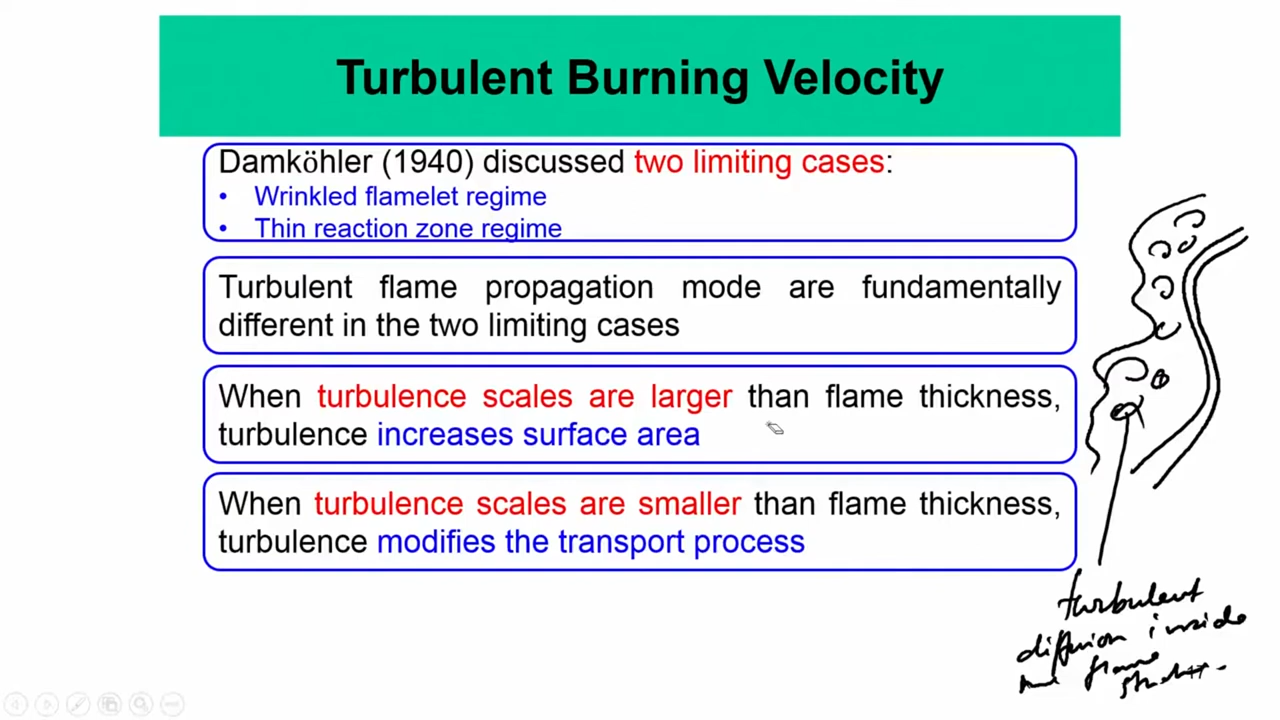 Turbulent Burning Velocity
Damköhler (1940) discussed two limiting cases:
• Wrinkled flamelet regime
• Thin reaction zone regime
Turbulent flame propagation mode are fundamentally
different in the two limiting cases
When turbulence scales are larger than flame thickness,
turbulence increases surface area
When turbulence scales are smaller than flame thickness,
turbulence modifies the transport process
turbulent
diffusion inside
flame